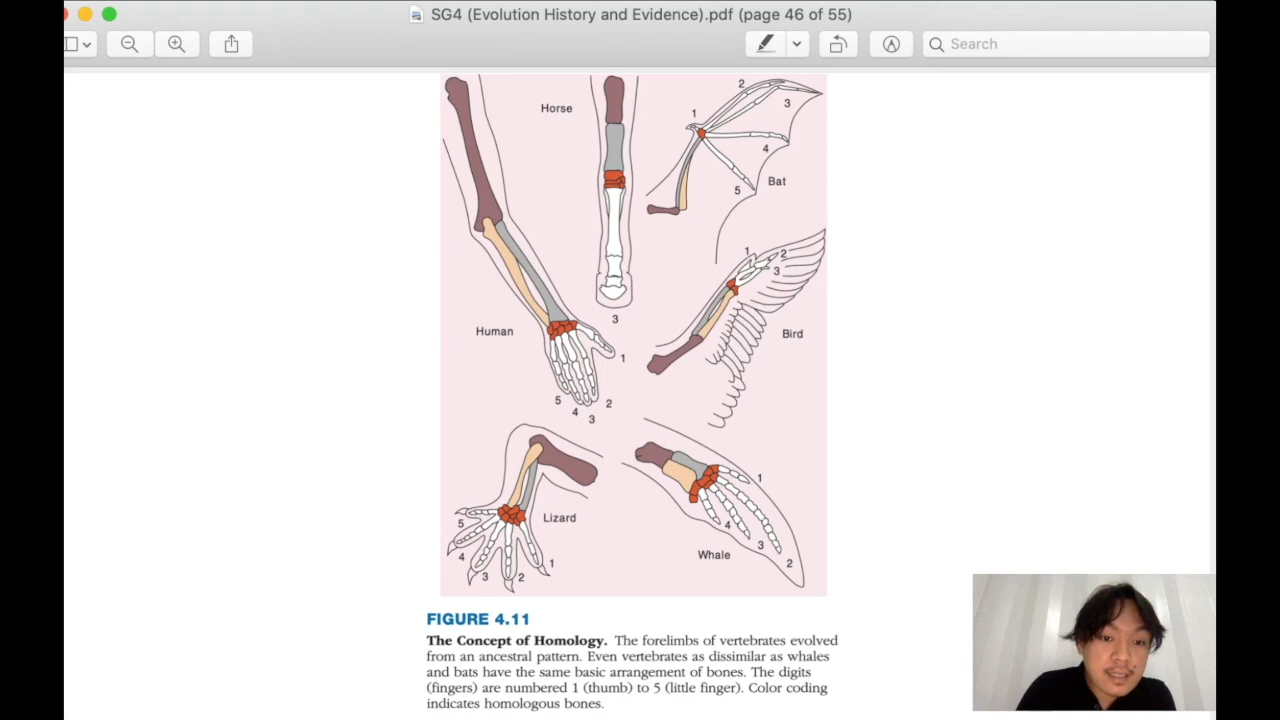 SG4 (Evolution History and Evidence).pdf (page 46 of 55)
Search
Horse
3
Human
1
2
3
4
5
1
2
3
4
5
Bat
1
2
3
Bird
Lizard
5
4
3
2
1
Whale
1
2
3
4
FIGURE 4.11
The Concept of Homology. The forelimbs of vertebrates evolved
from an ancestral pattern. Even vertebrates as dissimilar as whales
and bats have the same basic arrangement of bones. The digits
(fingers) are numbered 1 (thumb) to 5 (little finger). Color coding
indicates homologous bones.